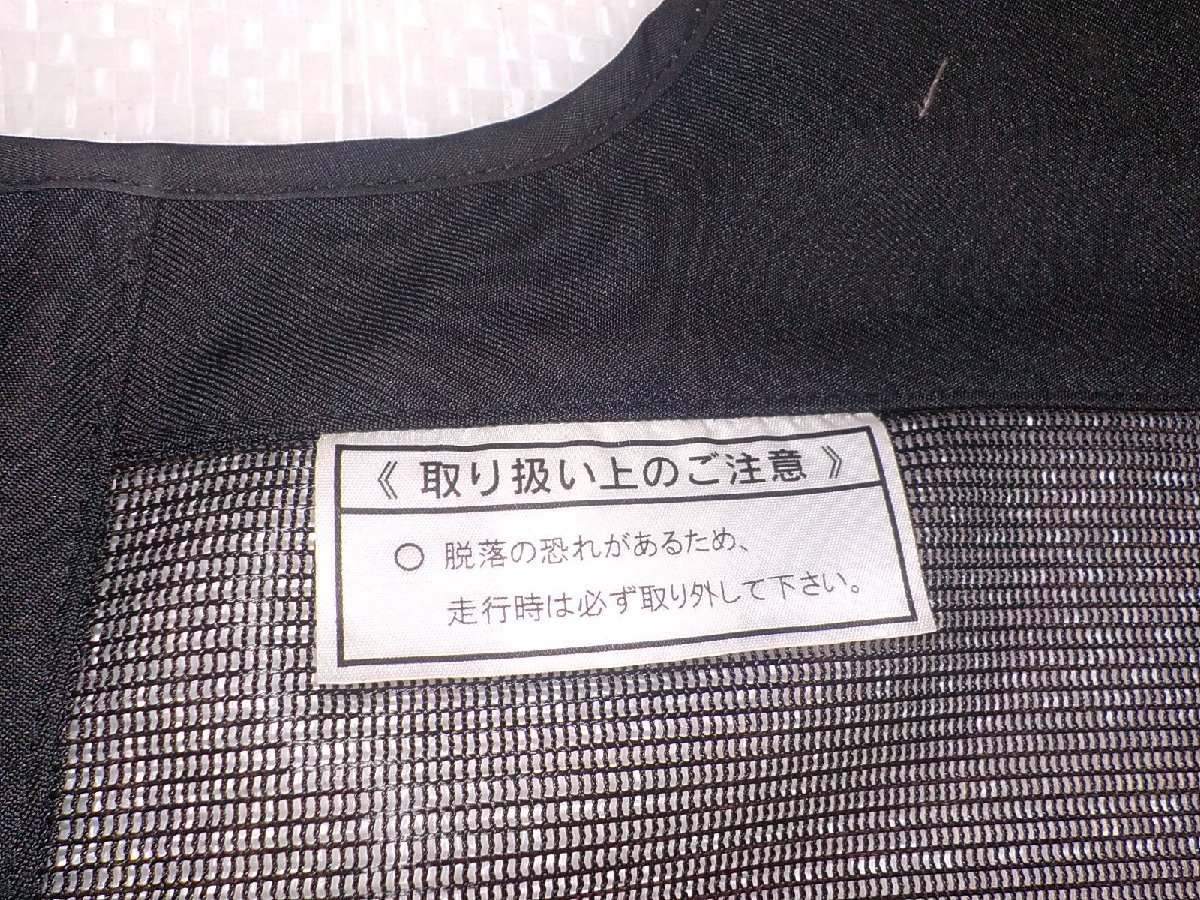 《 取り扱い上のご注意 》
○ 脱落の恐れがあるため、
走行時は必ず取り外して下さい。